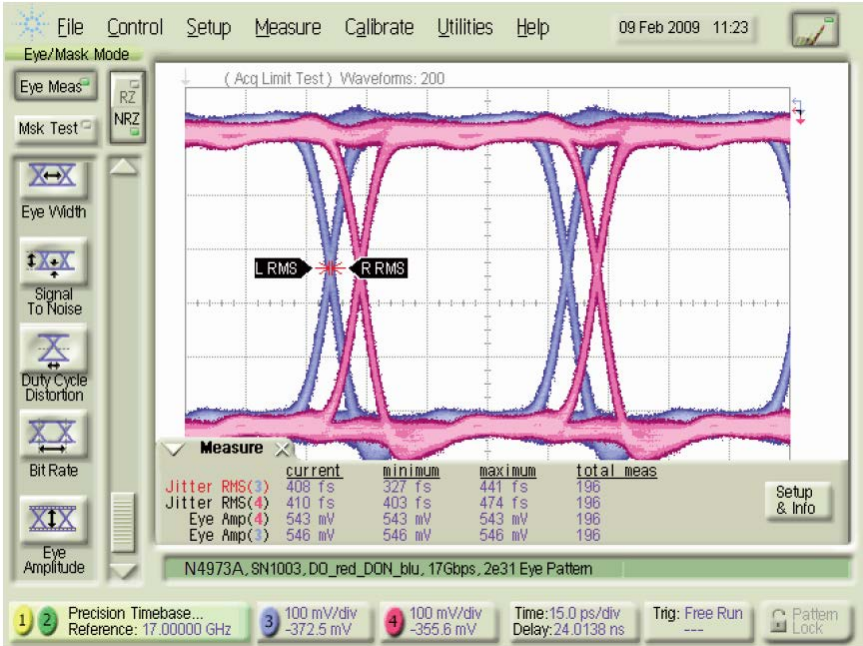 File Control Setup Measure Calibrate Utilities Help 09 Feb 2009 11:23
Eye/Mask Mode
Eye Meas
RZ
NRZ
Msk Test
( Acq Limit Test ) Waveforms: 200
Eye Width
L RMS R RMS
Signal
To Noise
Duty Cycle
Distortion
Bit Rate
Eye
Amplitude
Measure
current minimum maximum total meas
Jitter RMS(3) 408 fs 327 fs 441 fs 196
Jitter RMS(4) 410 fs 403 fs 474 fs 196
Eye Amp(4) 543 mV 543 mV 543 mV 196
Eye Amp(3) 546 mV 546 mV 546 mV 196
Setup
& Info
N4973A, SN1003, DO_red_DON_blu, 17Gbps, 2e31 Eye Pattern
1 2 Precision Timebase...
Reference: 17.00000 GHz
3 100 mV/div
-372.5 mV
4 100 mV/div
-355.6 mV
Time:15.0 ps/div
Delay:24.0138 ns
Trig: Free Run
---
Pattern
Lock